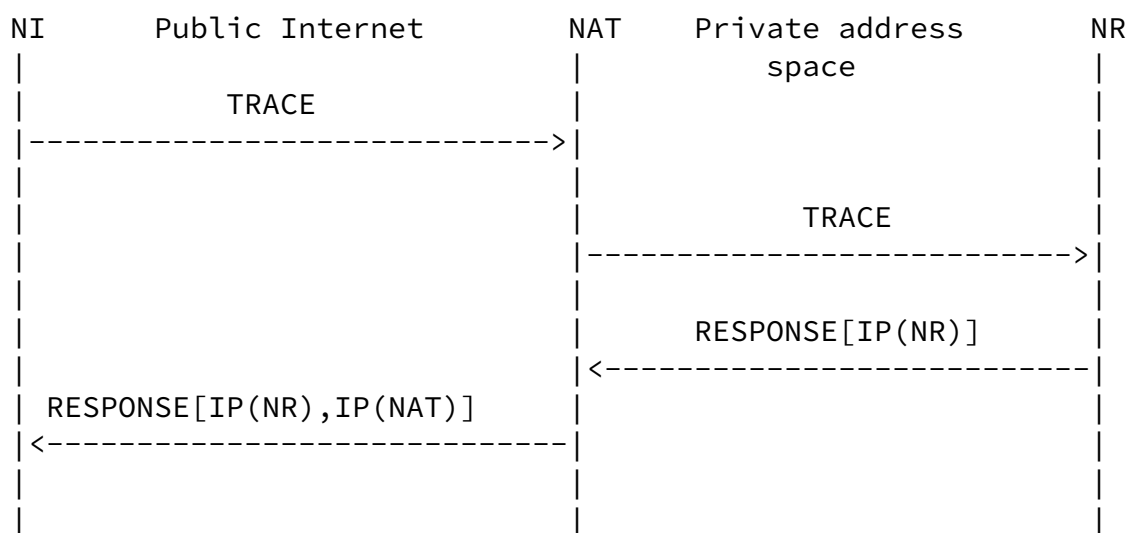 NI Public Internet NAT Private address NR
space
TRACE
TRACE
RESPONSE[IP(NR)]
RESPONSE[IP(NR),IP(NAT)]